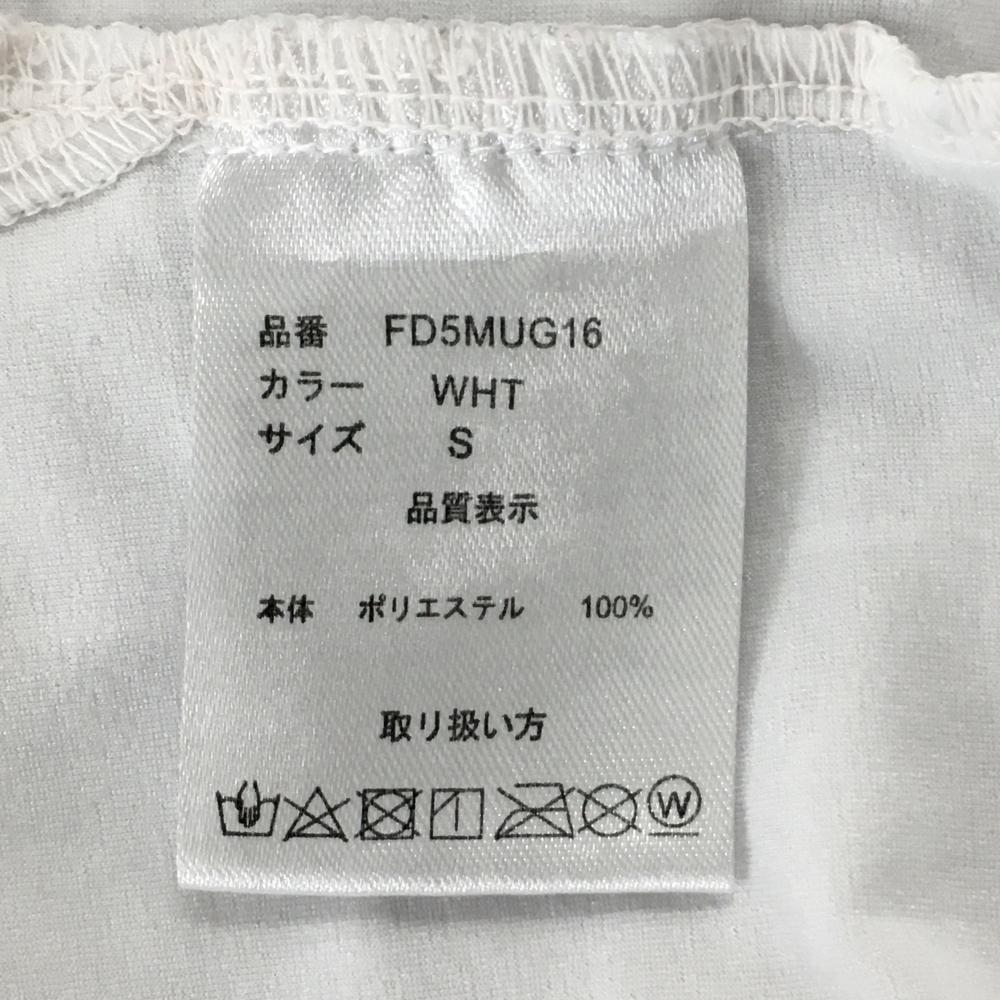 品番 FD5MUG16
カラー WHT
サイズ S
品質表示
本体 ポリエステル 100%
取り扱い方
W